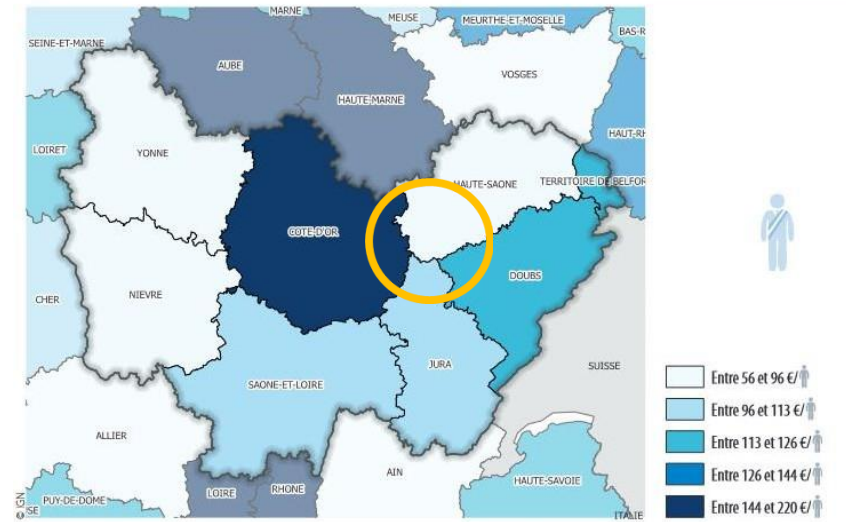 MARNE
MEUSE
MEURTHE-ET-MOSELLE
BAS-R
SEINE-ET-MARNE
AUBE
VOSGES
HAUTE-MARNE
HAUT-RH
LOIRET
YONNE
HAUTE-SAONE
TERRITOIRE DE BELFOR
COTE-D'OR
DOUBS
CHER
NIEVRE
JURA
SUISSE
SAONE-ET-LOIRE
ALLIER
AIN
HAUTE-SAVOIE
LOIRE
RHONE
PUY-DE-DOME
SE
ITALIE
© IGN
Entre 56 et 96 €/
Entre 96 et 113 €/
Entre 113 et 126 €/
Entre 126 et 144 €/
Entre 144 et 220 €/